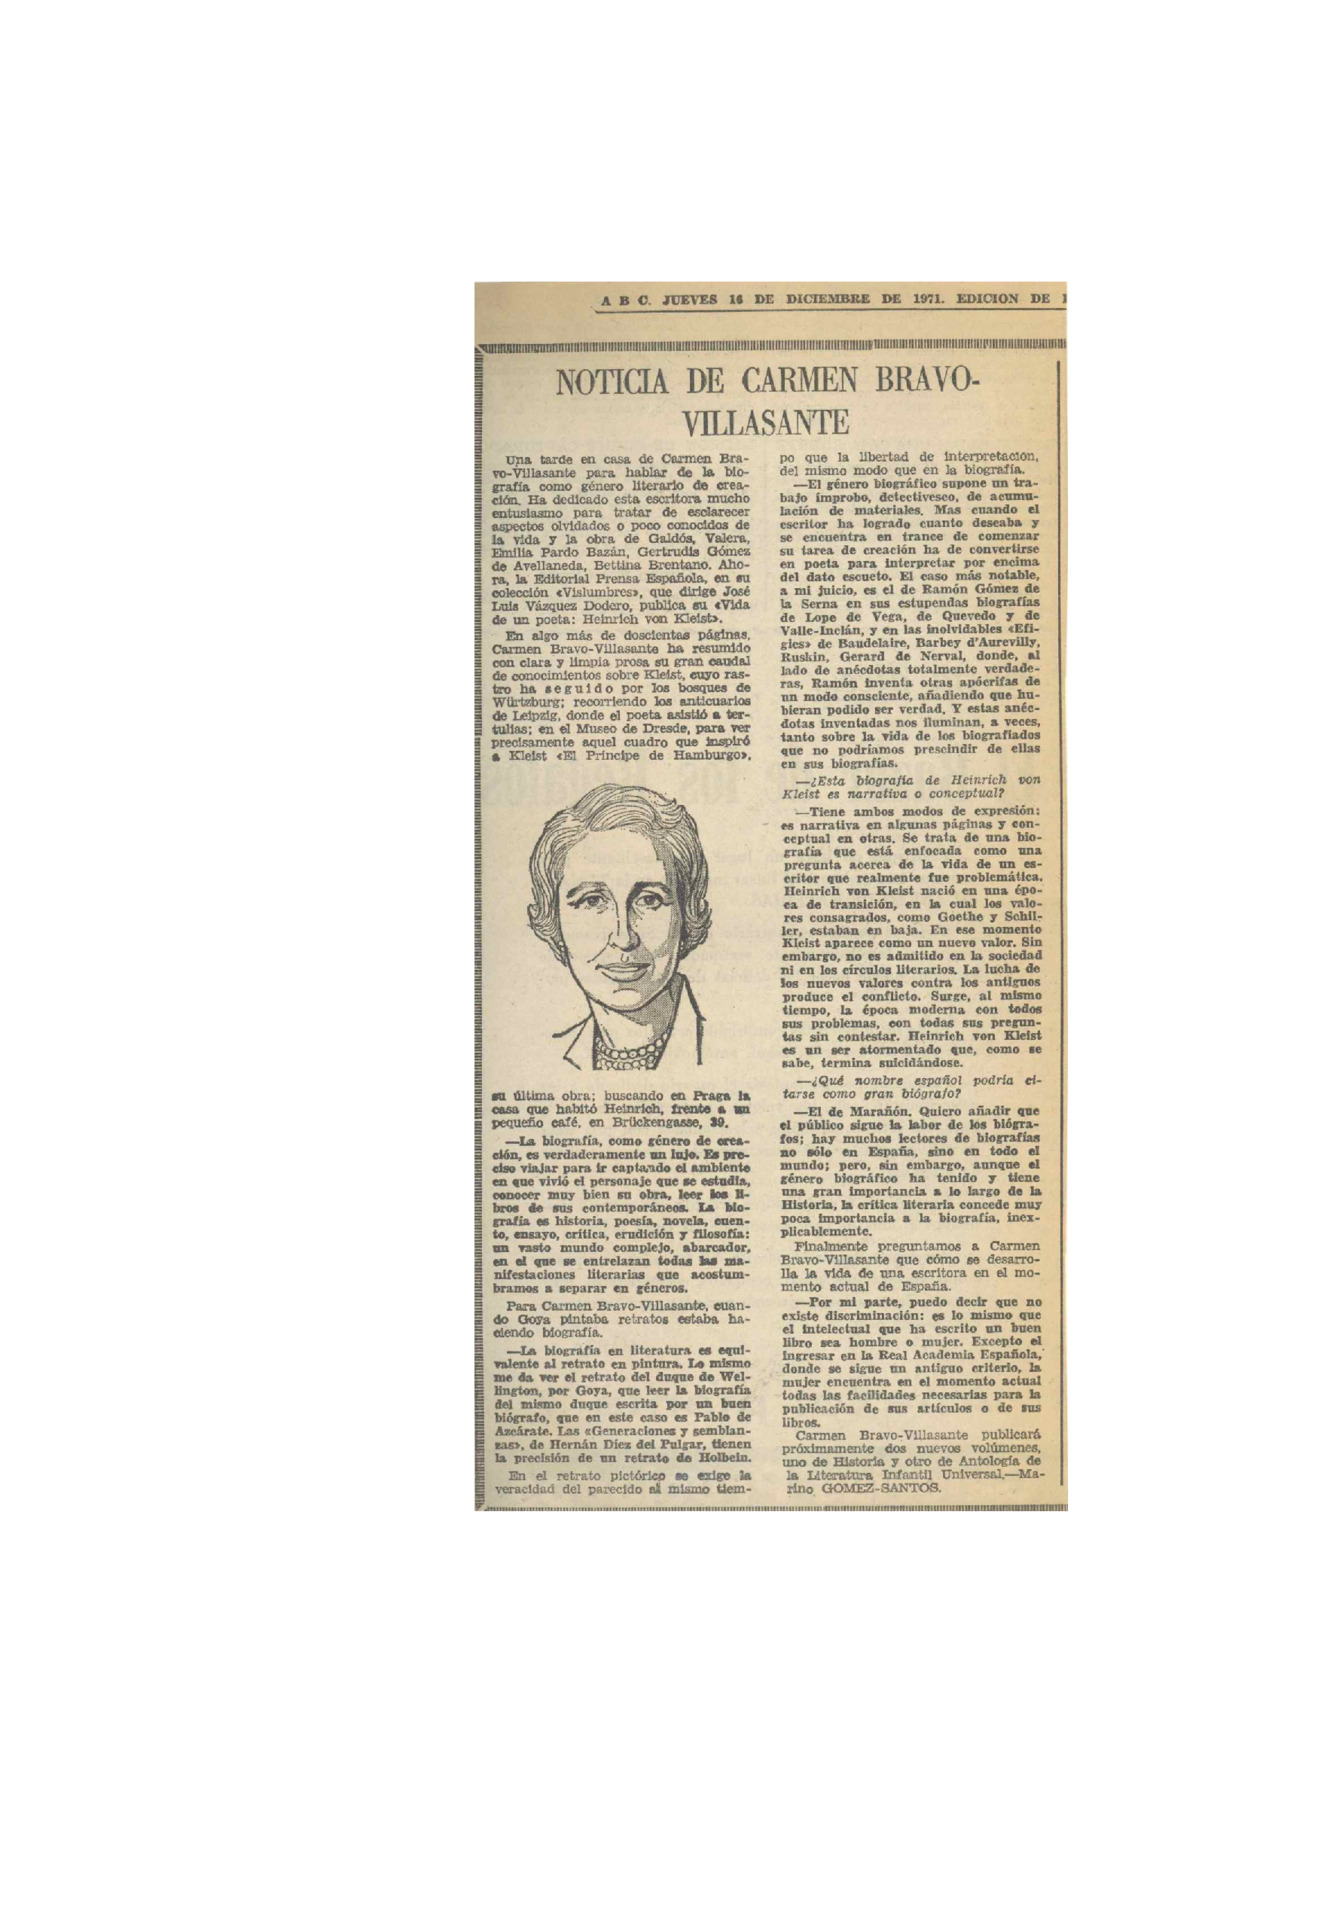 A B C. JUEVES 16 DE DICIEMBRE DE 1971. EDICION DE
NOTICIA DE CARMEN BRAVO-
VILLASANTE
Una tarde en casa de Carmen Bra-
vo-Villasante para hablar de la bio-
grafía como género literario de crea-
ción. Ha dedicado esta escritora mucho
entusiasmo para tratar de esclarecer
aspectos olvidados o poco conocidos de
la vida y la obra de Galdós, Valera,
Emilia Pardo Bazán, Gertrudis Gómez
de Avellaneda, Bettina Brentano. Aho-
ra, la Editorial Prensa Española, en su
colección «Vislumbres», que dirige José
Luis Vázquez Dodero, publica su «Vida
de un poeta: Heinrich von Kleist».
En algo más de doscientas páginas,
Carmen Bravo-Villasante ha resumido
con clara y limpia prosa su gran caudal
de conocimientos sobre Kleist, cuyo ras-
tro ha seguido por los bosques de
Würtzburg; recorriendo los anticuarios
de Leipzig, donde el poeta asistió a ter-
tulias; en el Museo de Dresde, para ver
precisamente aquel cuadro que inspiró
a Kleist «El Príncipe de Hamburgo»,
su última obra; buscando en Praga la
casa que habitó Heinrich, frente a un
pequeño café, en Brückengasse, 39.
—La biografía, como género de crea-
ción, es verdaderamente un lujo. Es pre-
ciso viajar para ir captando el ambiente
en que vivió el personaje que se estudia,
conocer muy bien su obra, leer los li-
bros de sus contemporáneos. La bio-
grafía es historia, poesía, novela, cuen-
to, ensayo, crítica, erudición y filosofía:
un vasto mundo complejo, abarcador,
en el que se entrelazan todas las ma-
nifestaciones literarias que acostum-
bramos a separar en géneros.
Para Carmen Bravo-Villasante, cuan-
do Goya pintaba retratos estaba ha-
ciendo biografía.
—La biografía en literatura es equi-
valente al retrato en pintura. Lo mismo
me da ver el retrato del duque de Wel-
lington, por Goya, que leer la biografía
del mismo duque escrita por un buen
biógrafo, que en este caso es Pablo de
Azcárate. Las «Generaciones y semblan-
zas», de Hernán Díez del Pulgar, tienen
la precisión de un retrato de Holbein.
En el retrato pictórico se exige la
veracidad del parecido al mismo tiem-
po que la libertad de interpretación,
del mismo modo que en la biografía.
—El género biográfico supone un tra-
bajo ímprobo, detectivesco, de acumu-
lación de materiales. Mas cuando el
escritor ha logrado cuanto deseaba y
se encuentra en trance de comenzar
su tarea de creación ha de convertirse
en poeta para interpretar por encima
del dato escueto. El caso más notable,
a mi juicio, es el de Ramón Gómez de
la Serna en sus estupendas biografías
de Lope de Vega, de Quevedo y de
Valle-Inclán, y en las inolvidables «Efi-
gies» de Baudelaire, Barbey d'Aurevilly,
Ruskin, Gerard de Nerval, donde, al
lado de anécdotas totalmente verdade-
ras, Ramón inventa otras apócrifas de
un modo consciente, añadiendo que hu-
bieran podido ser verdad. Y estas anéc-
dotas inventadas nos iluminan, a veces,
tanto sobre la vida de los biografiados
que no podríamos prescindir de ellas
en sus biografías.
—¿Esta biografía de Heinrich von
Kleist es narrativa o conceptual?
—Tiene ambos modos de expresión:
es narrativa en algunas páginas y con-
ceptual en otras. Se trata de una bio-
grafía que está enfocada como una
pregunta acerca de la vida de un es-
critor que realmente fue problemática.
Heinrich von Kleist nació en una épo-
ca de transición, en la cual los valo-
res consagrados, como Goethe y Schil-
ler, estaban en baja. En ese momento
Kleist aparece como un nuevo valor. Sin
embargo, no es admitido en la sociedad
ni en los círculos literarios. La lucha de
los nuevos valores contra los antiguos
produce el conflicto. Surge, al mismo
tiempo, la época moderna con todos
sus problemas, con todas sus pregun-
tas sin contestar. Heinrich von Kleist
es un ser atormentado que, como se
sabe, termina suicidándose.
—¿Qué nombre español podría ci-
tarse como gran biógrafo?
—El de Marañón. Quiero añadir que
el público sigue la labor de los biógra-
fos; hay muchos lectores de biografías
no sólo en España, sino en todo el
mundo; pero, sin embargo, aunque el
género biográfico ha tenido y tiene
una gran importancia a lo largo de la
Historia, la crítica literaria concede muy
poca importancia a la biografía, inex-
plicablemente.
Finalmente preguntamos a Carmen
Bravo-Villasante que cómo se desarro-
lla la vida de una escritora en el mo-
mento actual de España.
—Por mi parte, puedo decir que no
existe discriminación: es lo mismo que
el intelectual que ha escrito un buen
libro sea hombre o mujer. Excepto el
ingresar en la Real Academia Española,
donde se sigue un antiguo criterio, la
mujer encuentra en el momento actual
todas las facilidades necesarias para la
publicación de sus artículos o de sus
libros.
Carmen Bravo-Villasante publicará
próximamente dos nuevos volúmenes,
uno de Historia y otro de Antología de
la Literatura Infantil Universal.—Ma-
rino GOMEZ-SANTOS.